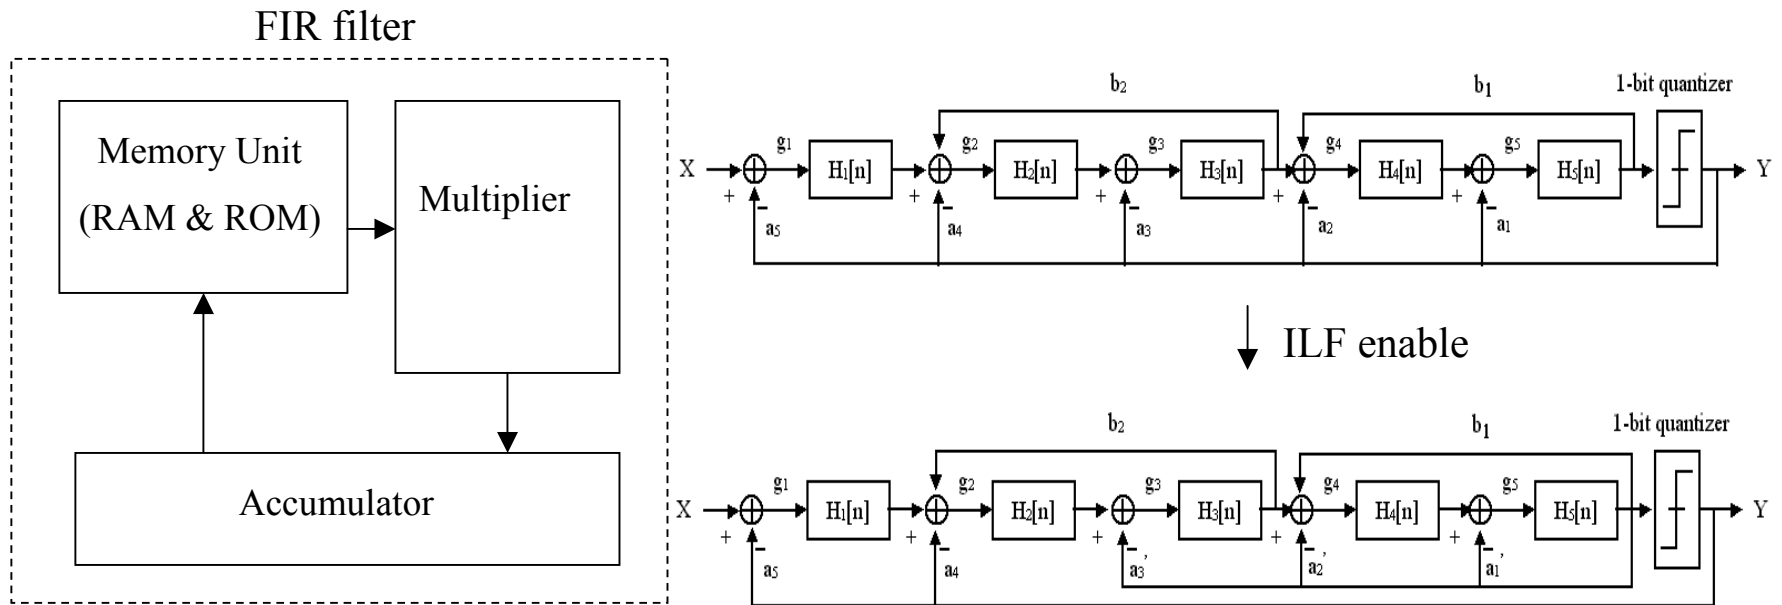 FIR filter
Memory Unit
(RAM & ROM)
Multiplier
Accumulator
b2 b1 1-bit quantizer
g1 g2 g3 g4 g5
X H1[n] H2[n] H3[n] H4[n] H5[n] Y
+ + + + +
- - - - -
a5 a4 a3 a2 a1
ILF enable
b2 b1 1-bit quantizer
g1 g2 g3 g4 g5
X H1[n] H2[n] H3[n] H4[n] H5[n] Y
+ + + + +
- - - - -
a5 a4 a3' a2' a1'